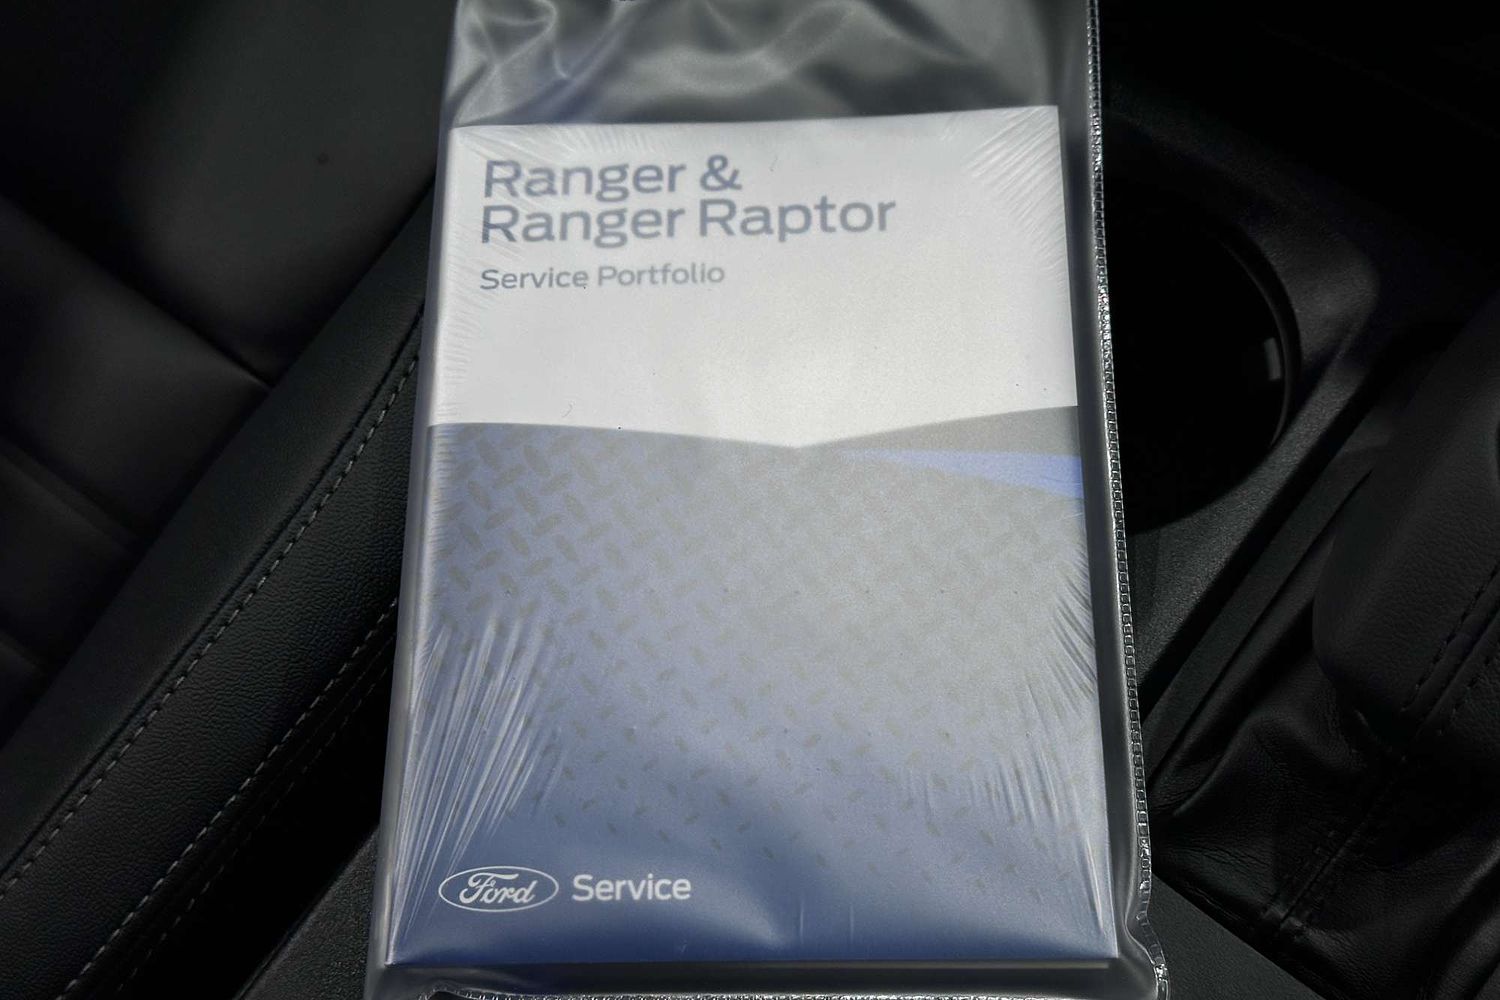 Ranger &
Ranger Raptor
Service Portfolio
Ford Service